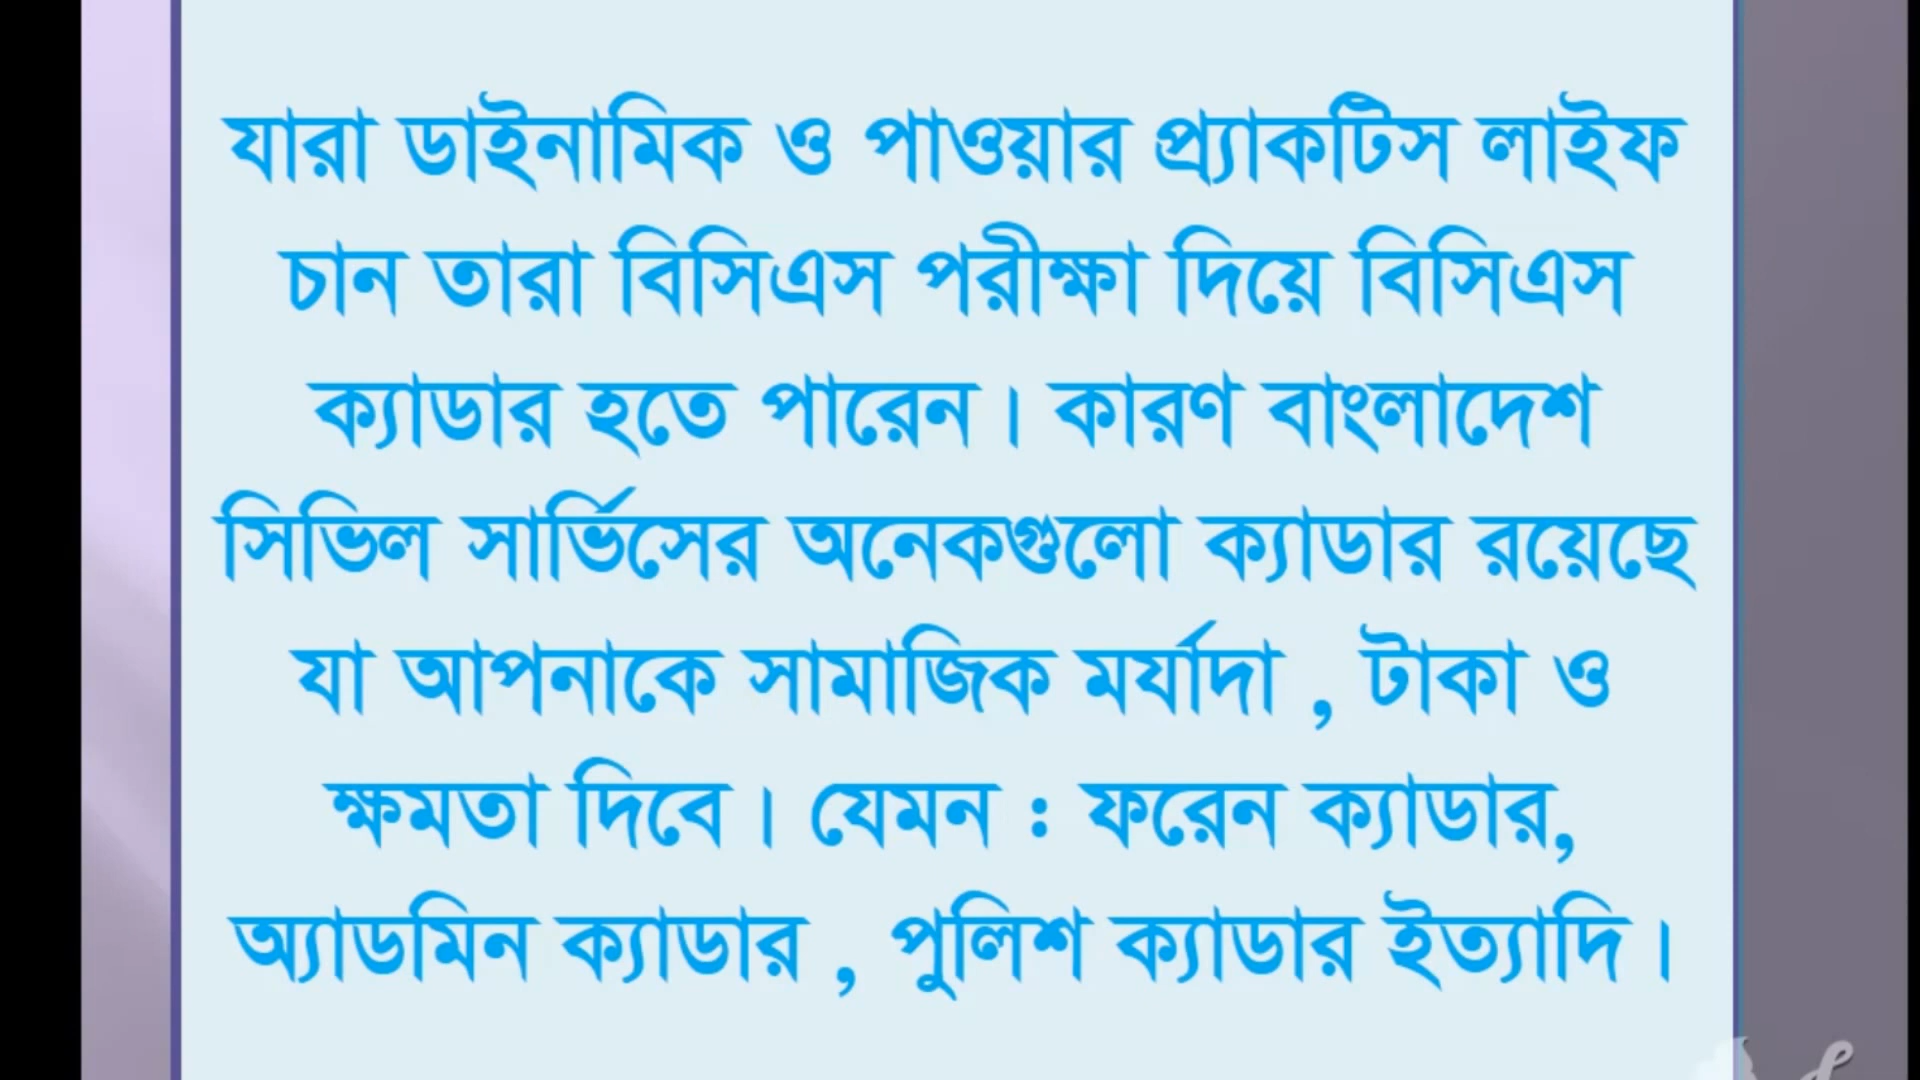 যারা ডাইনামিক ও পাওয়ার প্র্যাকটিস লাইফ
চান তারা বিসিএস পরীক্ষা দিয়ে বিসিএস
ক্যাডার হতে পারেন। কারণ বাংলাদেশ
সিভিল সার্ভিসের অনেকগুলো ক্যাডার রয়েছে
যা আপনাকে সামাজিক মর্যাদা , টাকা ও
ক্ষমতা দিবে। যেমন : ফরেন ক্যাডার,
অ্যাডমিন ক্যাডার , পুলিশ ক্যাডার ইত্যাদি।